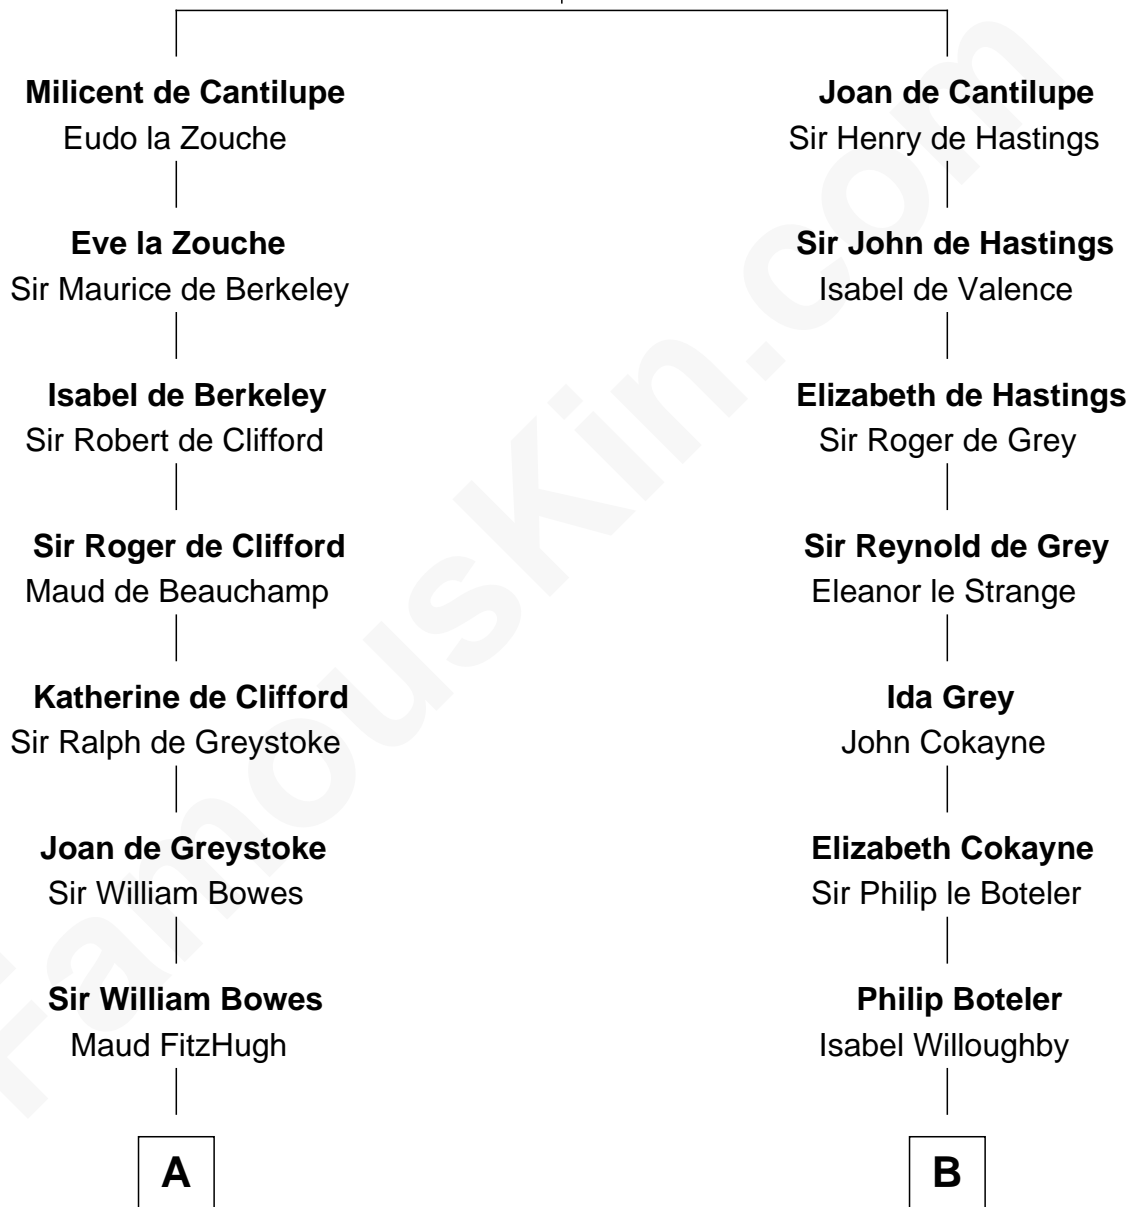 Milicent de Cantilupe
Eudo la Zouche
Eve la Zouche
Sir Maurice de Berkeley
Isabel de Berkeley
Sir Robert de Clifford
Sir Roger de Clifford
Maud de Beauchamp
Katherine de Clifford
Sir Ralph de Greystoke
Joan de Greystoke
Sir William Bowes
Sir William Bowes
Maud FitzHugh
A
Joan de Cantilupe
Sir Henry de Hastings
Sir John de Hastings
Isabel de Valence
Elizabeth de Hastings
Sir Roger de Grey
Sir Reynold de Grey
Eleanor le Strange
Ida Grey
John Cokayne
Elizabeth Cokayne
Sir Philip le Boteler
Philip Boteler
Isabel Willoughby
B
FamousKin.com